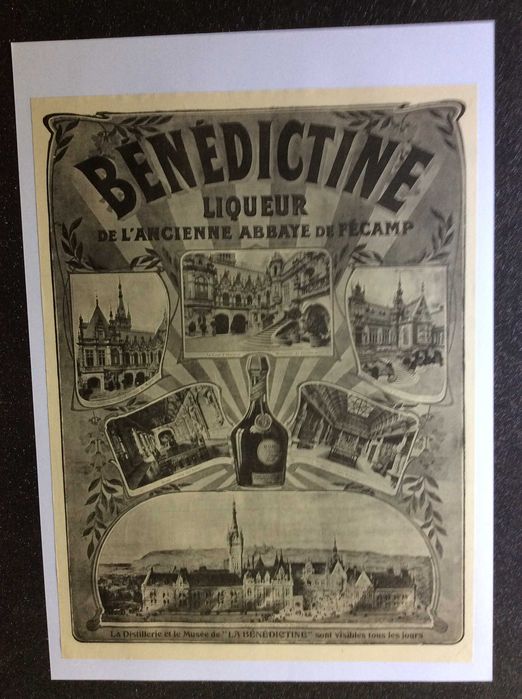 BÉNÉDICTINE
LIQUEUR
DE L'ANCIENNE ABBAYE DE FÉCAMP
La Distillerie et le Musée de "LA BÉNÉDICTINE" sont visibles tous les jours